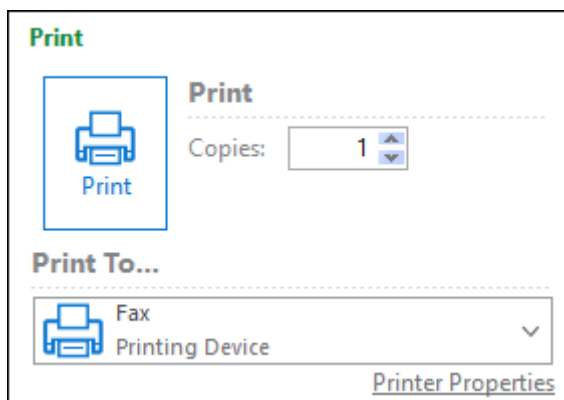 Print
Print
Copies: 1
Print
Print To...
Fax
Printing Device
Printer Properties